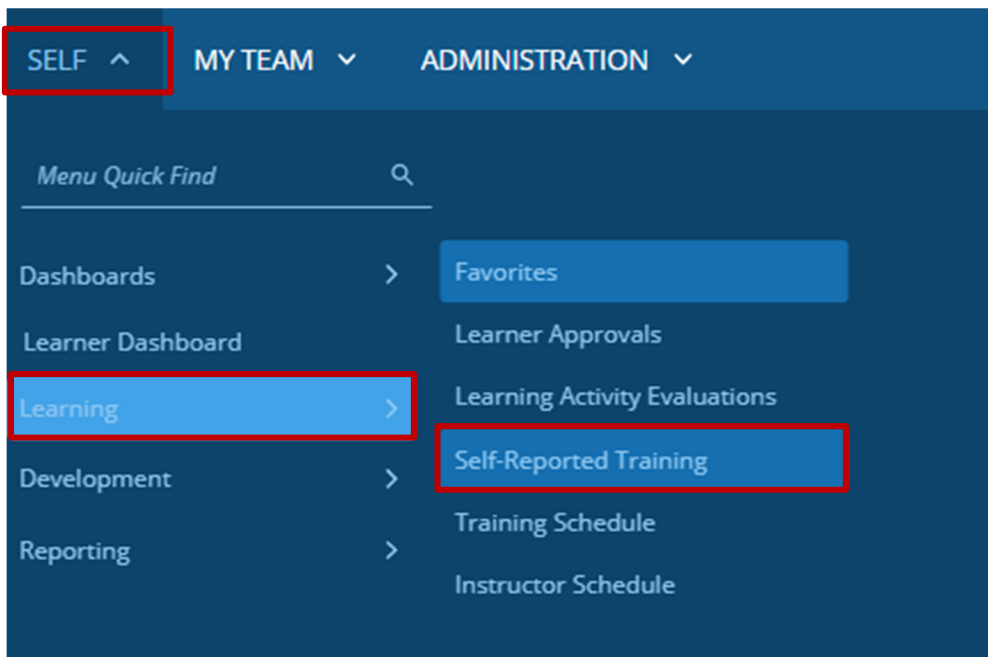 SELF MY TEAM ADMINISTRATION
Menu Quick Find
Dashboards
Learner Dashboard
Learning
Development
Reporting
Favorites
Learner Approvals
Learning Activity Evaluations
Self-Reported Training
Training Schedule
Instructor Schedule